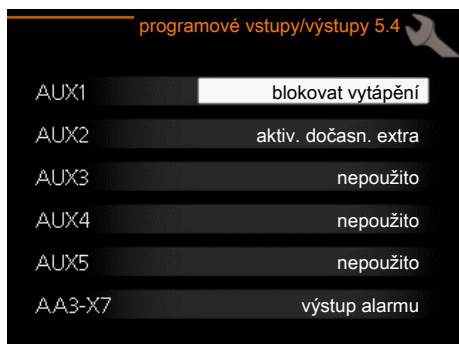 programové vstupy/výstupy 5.4
AUX1 blokovat vytápění
AUX2 aktiv. dočasn. extra
AUX3 nepoužito
AUX4 nepoužito
AUX5 nepoužito
AA3-X7 výstup alarmu